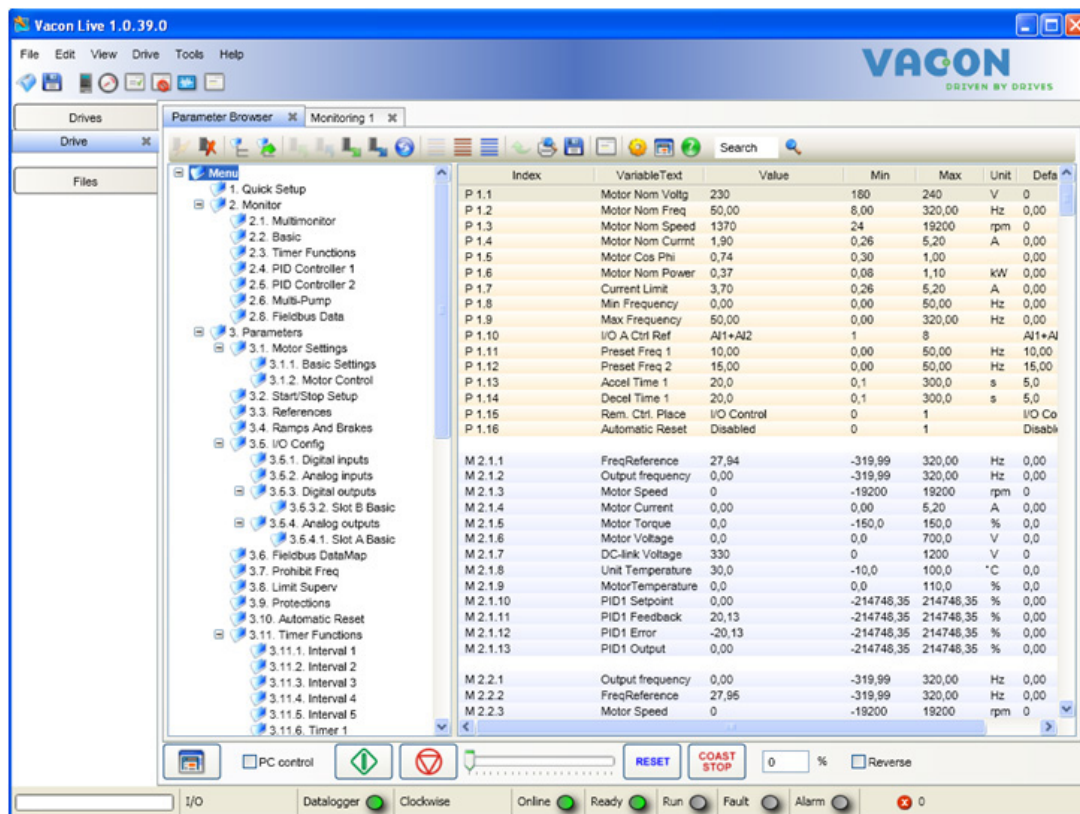 Vacon Live 1.0.39.0
File Edit View Drive Tools Help
VACON
DRIVEN BY DRIVES
Drives
Drive
Files
Parameter Browser Monitoring 1
Search
Menu
1. Quick Setup
2. Monitor
2.1. Multimonitor
2.2. Basic
2.3. Timer Functions
2.4. PID Controller 1
2.5. PID Controller 2
2.6. Multi-Pump
2.8. Fieldbus Data
3. Parameters
3.1. Motor Settings
3.1.1. Basic Settings
3.1.2. Motor Control
3.2. Start/Stop Setup
3.3. References
3.4. Ramps And Brakes
3.5. I/O Config
3.5.1. Digital inputs
3.5.2. Analog inputs
3.5.3. Digital outputs
3.5.3.2. Slot B Basic
3.5.4. Analog outputs
3.5.4.1. Slot A Basic
3.6. Fieldbus DataMap
3.7. Prohibit Freq
3.8. Limit Superv
3.9. Protections
3.10. Automatic Reset
3.11. Timer Functions
3.11.1. Interval 1
3.11.2. Interval 2
3.11.3. Interval 3
3.11.4. Interval 4
3.11.5. Interval 5
3.11.6. Timer 1
Index VariableText Value Min Max Unit Defa
P 1.1 Motor Nom Voltg 230 180 240 V 0
P 1.2 Motor Nom Freq 50,00 8,00 320,00 Hz 0,00
P 1.3 Motor Nom Speed 1370 24 19200 rpm 0
P 1.4 Motor Nom Currnt 1,90 0,26 5,20 A 0,00
P 1.5 Motor Cos Phi 0,74 0,30 1,00 0,00
P 1.6 Motor Nom Power 0,37 0,08 1,10 kW 0,00
P 1.7 Current Limit 3,70 0,26 5,20 A 0,00
P 1.8 Min Frequency 0,00 0,00 50,00 Hz 0,00
P 1.9 Max Frequency 50,00 0,00 320,00 Hz 0,00
P 1.10 I/O A Ctrl Ref AI1+AI2 1 8 AI1+AI
P 1.11 Preset Freq 1 10,00 0,00 50,00 Hz 10,00
P 1.12 Preset Freq 2 15,00 0,00 50,00 Hz 15,00
P 1.13 Accel Time 1 20,0 0,1 300,0 s 5,0
P 1.14 Decel Time 1 20,0 0,1 300,0 s 5,0
P 1.15 Rem. Ctrl. Place I/O Control 0 1 I/O Co
P 1.16 Automatic Reset Disabled 0 1 Disabl
M 2.1.1 FreqReference 27,94 -319,99 320,00 Hz 0,00
M 2.1.2 Output frequency 0,00 -319,99 320,00 Hz 0,00
M 2.1.3 Motor Speed 0 -19200 19200 rpm 0
M 2.1.4 Motor Current 0,00 0,00 5,20 A 0,00
M 2.1.5 Motor Torque 0,0 -150,0 150,0 % 0,0
M 2.1.6 Motor Voltage 0,0 0,0 700,0 V 0,0
M 2.1.7 DC-link Voltage 330 0 1200 V 0
M 2.1.8 Unit Temperature 30,0 -10,0 100,0 °C 0,0
M 2.1.9 MotorTemperature 0,0 0,0 110,0 % 0,0
M 2.1.10 PID1 Setpoint 0,00 -214748,35 214748,35 % 0,00
M 2.1.11 PID1 Feedback 20,13 -214748,35 214748,35 % 0,00
M 2.1.12 PID1 Error -20,13 -214748,35 214748,35 % 0,00
M 2.1.13 PID1 Output 0,00 -214748,35 214748,35 % 0,00
M 2.2.1 Output frequency 0,00 -319,99 320,00 Hz 0,00
M 2.2.2 FreqReference 27,95 -319,99 320,00 Hz 0,00
M 2.2.3 Motor Speed 0 -19200 19200 rpm 0
PC control RESET COAST STOP 0 % Reverse
I/O Datalogger Clockwise Online Ready Run Fault Alarm 0